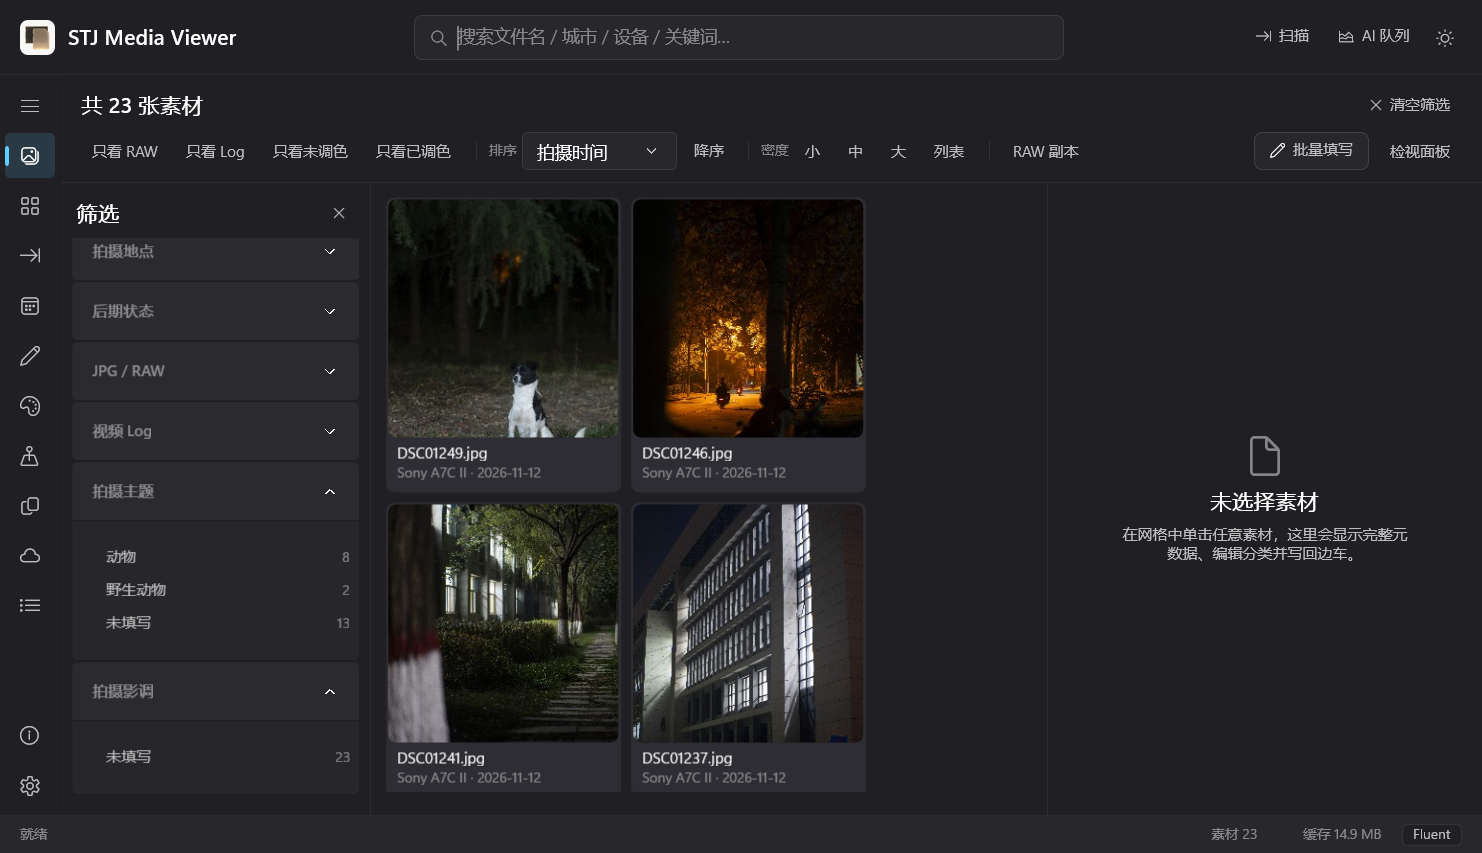 STJ Media Viewer
搜索文件名 / 城市 / 设备 / 关键词...
扫描
AI 队列
共 23 张素材
清空筛选
只看 RAW
只看 Log
只看未调色
只看已调色
排序
拍摄时间
降序
密度
小
中
大
列表
RAW 副本
批量填写
检视面板
筛选
拍摄地点
后期状态
JPG / RAW
视频 Log
拍摄主题
动物 8
野生动物 2
未填写 13
拍摄影调
未填写 23
DSC01249.jpg
Sony A7C II · 2026-11-12
DSC01246.jpg
Sony A7C II · 2026-11-12
DSC01241.jpg
Sony A7C II · 2026-11-12
DSC01237.jpg
Sony A7C II · 2026-11-12
未选择素材
在网格中单击任意素材，这里会显示完整元
数据、编辑分类并写回边车。
就绪
素材 23
缓存 14.9 MB
Fluent